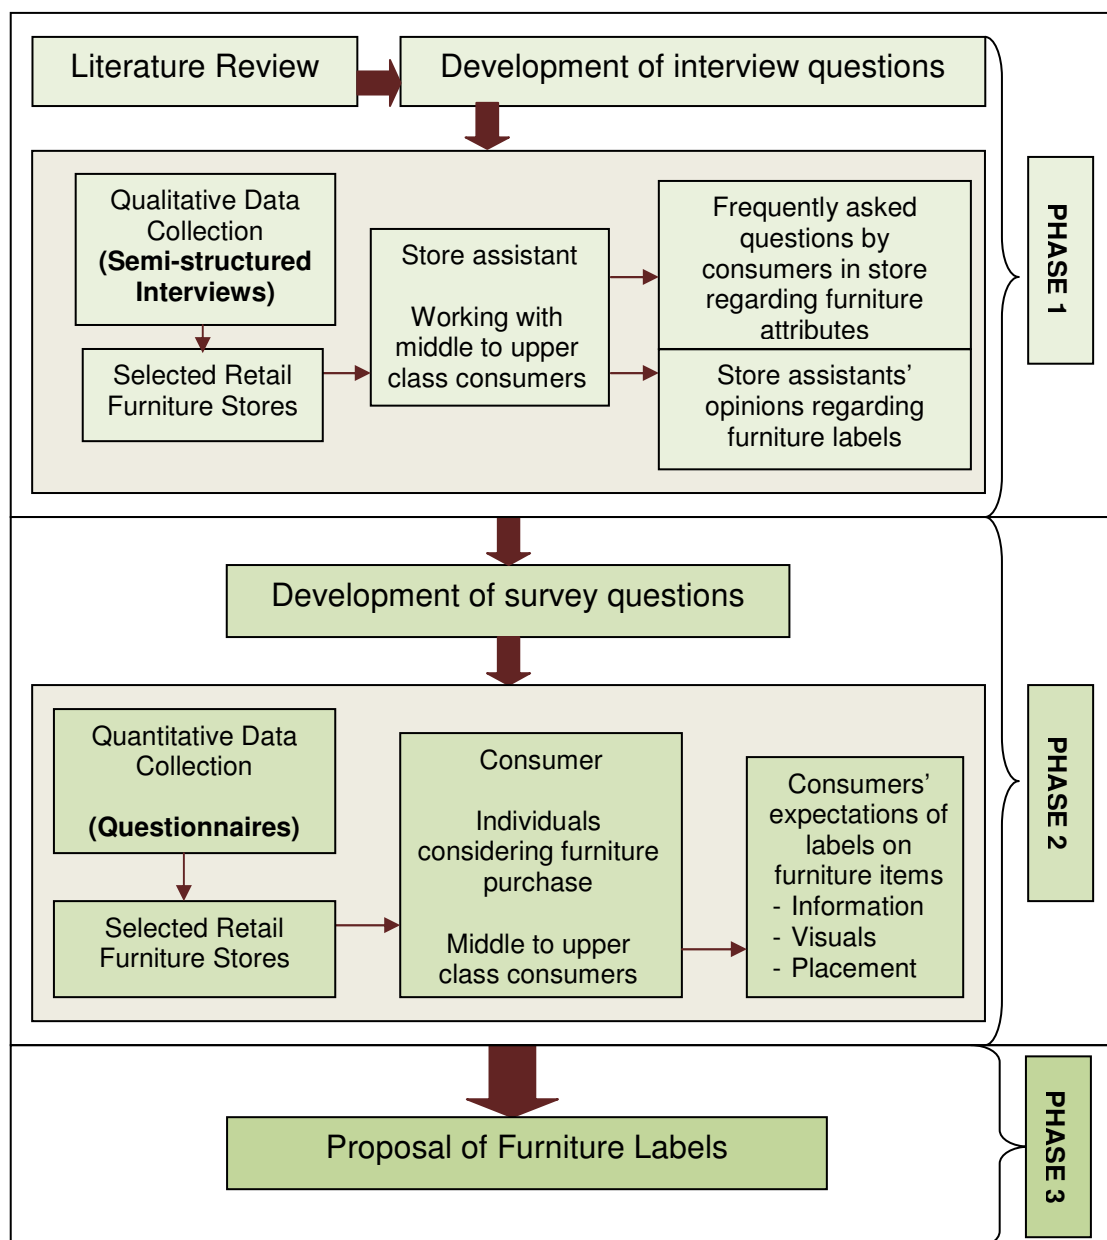 Literature Review
Development of interview questions
Qualitative Data
Collection
(Semi-structured
Interviews)
Selected Retail
Furniture Stores
Store assistant
Working with
middle to upper
class consumers
Frequently asked
questions by
consumers in store
regarding furniture
attributes
Store assistants’
opinions regarding
furniture labels
PHASE 1
Development of survey questions
Quantitative Data
Collection
(Questionnaires)
Selected Retail
Furniture Stores
Consumer
Individuals
considering furniture
purchase
Middle to upper
class consumers
Consumers’
expectations of
labels on
furniture items
- Information
- Visuals
- Placement
PHASE 2
Proposal of Furniture Labels
PHASE 3